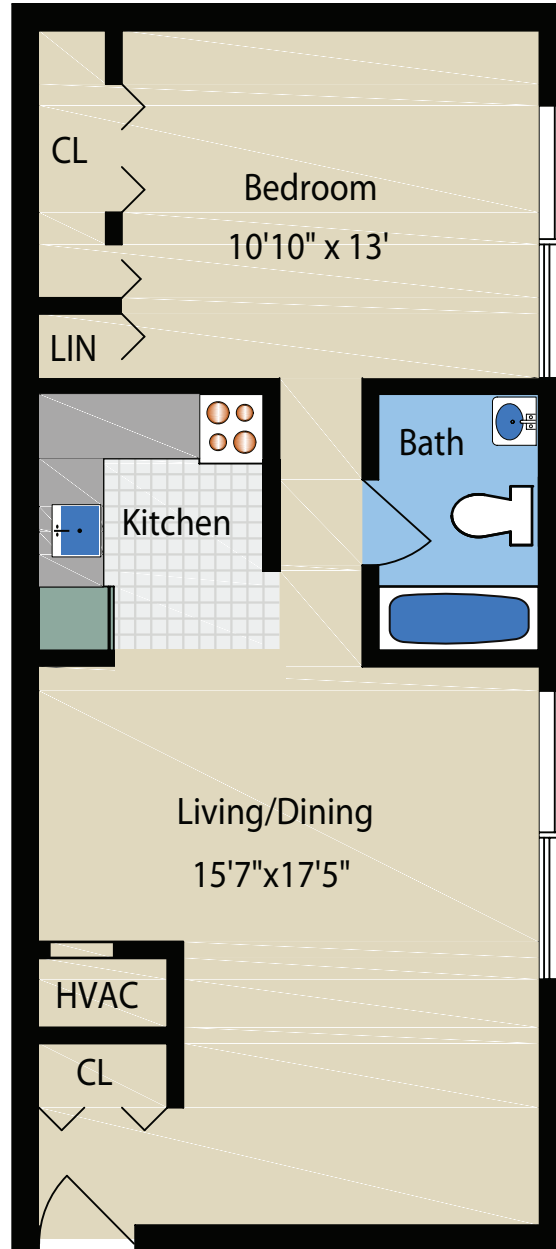 CL
Bedroom
10'10" x 13'
LIN
Bath
Kitchen
Living/Dining
15'7"x17'5"
HVAC
CL